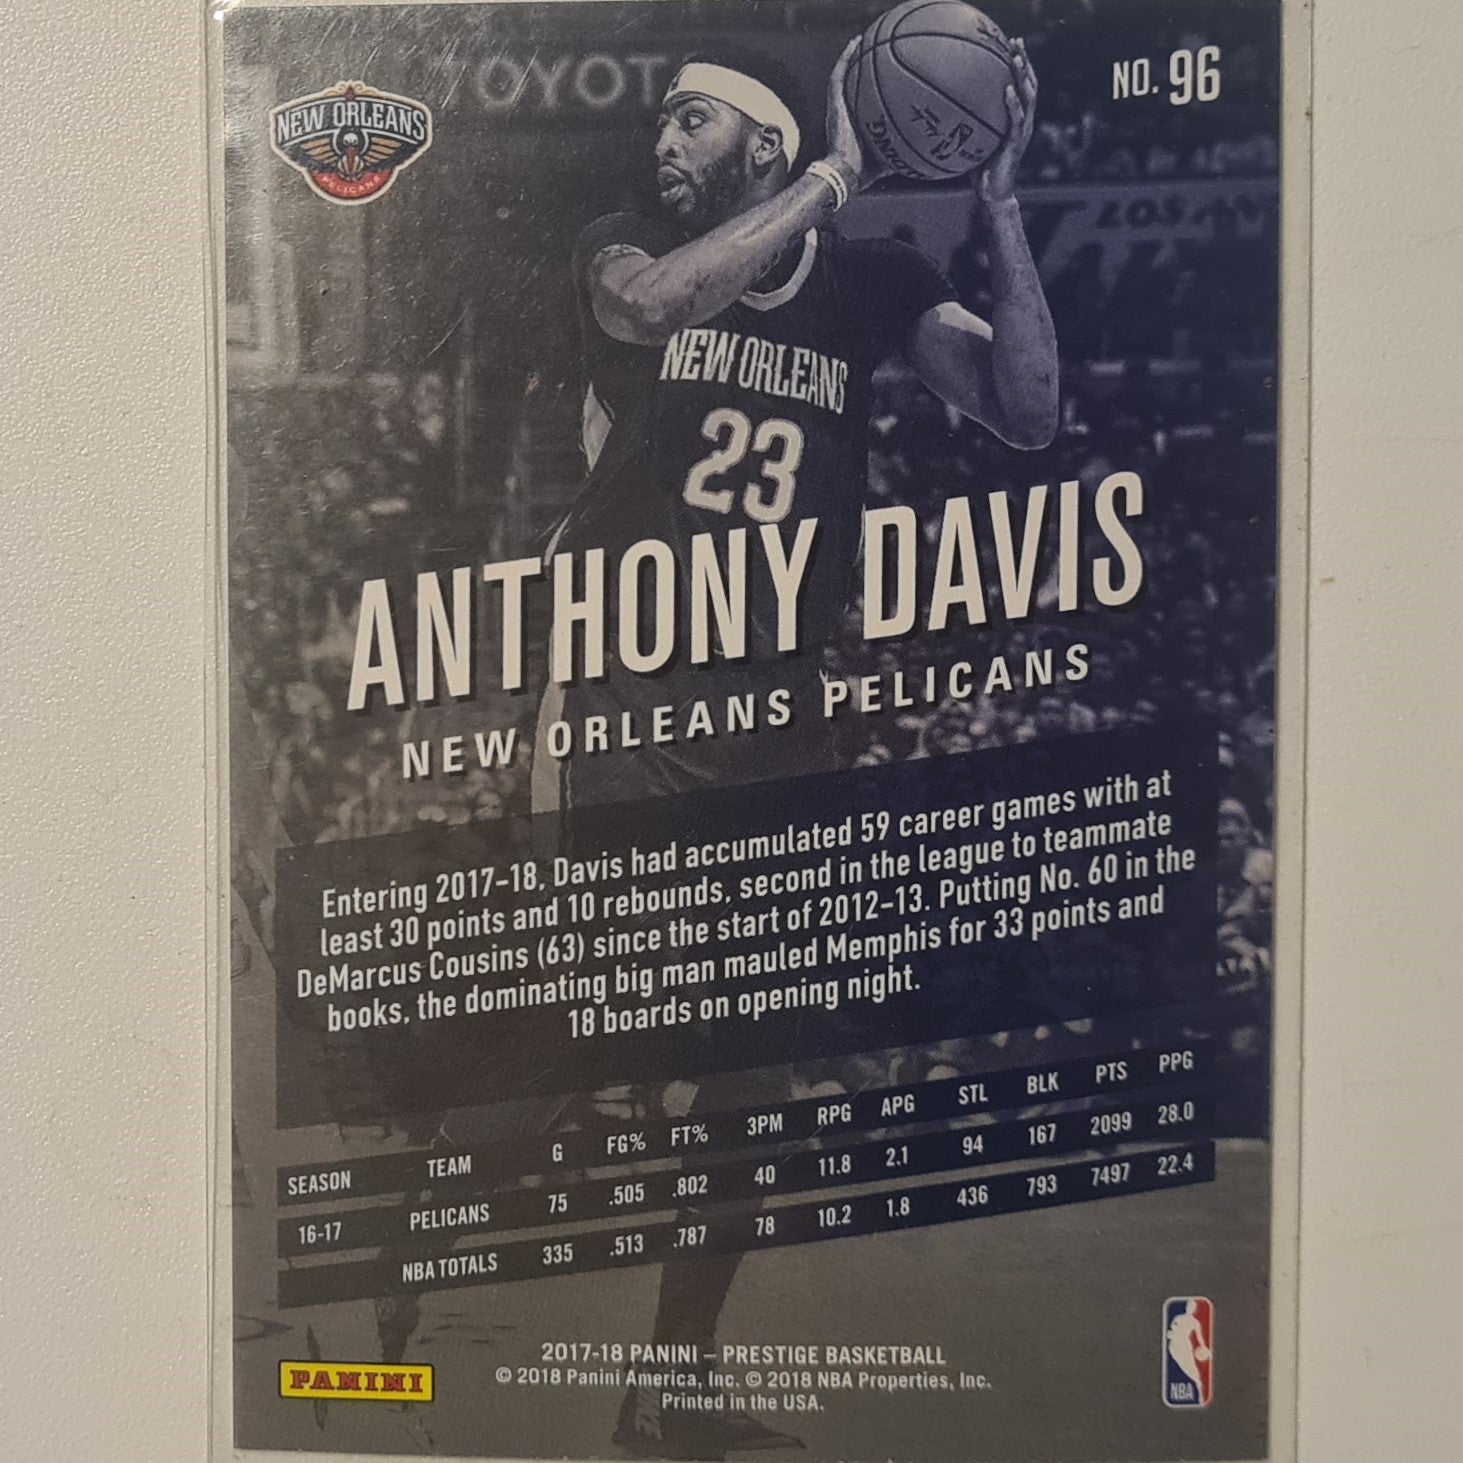 TOYOT
NO. 96
NEW ORLEANS
PELICANS
LOS AN
NEW ORLEANS
23
ANTHONY DAVIS
NEW ORLEANS PELICANS
Entering 2017-18, Davis had accumulated 59 career games with at
least 30 points and 10 rebounds, second in the league to teammate
DeMarcus Cousins (63) since the start of 2012-13. Putting No. 60 in the
books, the dominating big man mauled Memphis for 33 points and
18 boards on opening night.
SEASON TEAM G FG% FT% 3PM RPG APG STL BLK PTS PPG
16-17 PELICANS 75 .505 .802 40 11.8 2.1 94 167 2099 28.0
NBA TOTALS 335 .513 .787 78 10.2 1.8 436 793 7497 22.4
2017-18 PANINI – PRESTIGE BASKETBALL
© 2018 Panini America, Inc. © 2018 NBA Properties, Inc.
Printed in the USA.
PANINI
NBA